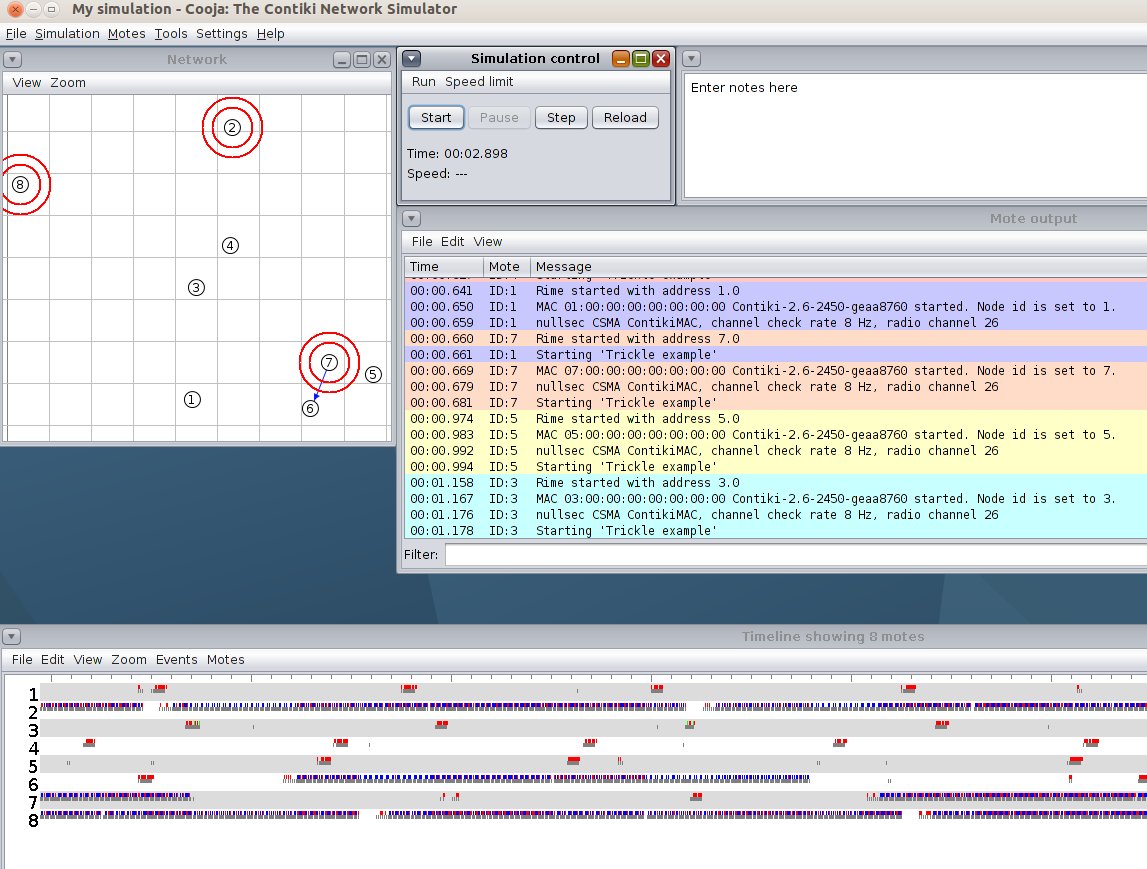 My simulation - Cooja: The Contiki Network Simulator
File Simulation Motes Tools Settings Help
Network
View Zoom
2
8
4
3
7
5
1
6
Simulation control
Run Speed limit
Start Pause Step Reload
Time: 00:02.898
Speed: ---
Enter notes here
Mote output
File Edit View
Time Mote Message
00:00.641 ID:1 Rime started with address 1.0
00:00.650 ID:1 MAC 01:00:00:00:00:00:00:00 Contiki-2.6-2450-geaa8760 started. Node id is set to 1.
00:00.659 ID:1 nullsec CSMA ContikiMAC, channel check rate 8 Hz, radio channel 26
00:00.660 ID:7 Rime started with address 7.0
00:00.661 ID:1 Starting 'Trickle example'
00:00.669 ID:7 MAC 07:00:00:00:00:00:00:00 Contiki-2.6-2450-geaa8760 started. Node id is set to 7.
00:00.679 ID:7 nullsec CSMA ContikiMAC, channel check rate 8 Hz, radio channel 26
00:00.681 ID:7 Starting 'Trickle example'
00:00.974 ID:5 Rime started with address 5.0
00:00.983 ID:5 MAC 05:00:00:00:00:00:00:00 Contiki-2.6-2450-geaa8760 started. Node id is set to 5.
00:00.992 ID:5 nullsec CSMA ContikiMAC, channel check rate 8 Hz, radio channel 26
00:00.994 ID:5 Starting 'Trickle example'
00:01.158 ID:3 Rime started with address 3.0
00:01.167 ID:3 MAC 03:00:00:00:00:00:00:00 Contiki-2.6-2450-geaa8760 started. Node id is set to 3.
00:01.176 ID:3 nullsec CSMA ContikiMAC, channel check rate 8 Hz, radio channel 26
00:01.178 ID:3 Starting 'Trickle example'
Filter:
Timeline showing 8 motes
File Edit View Zoom Events Motes
1
2
3
4
5
6
7
8